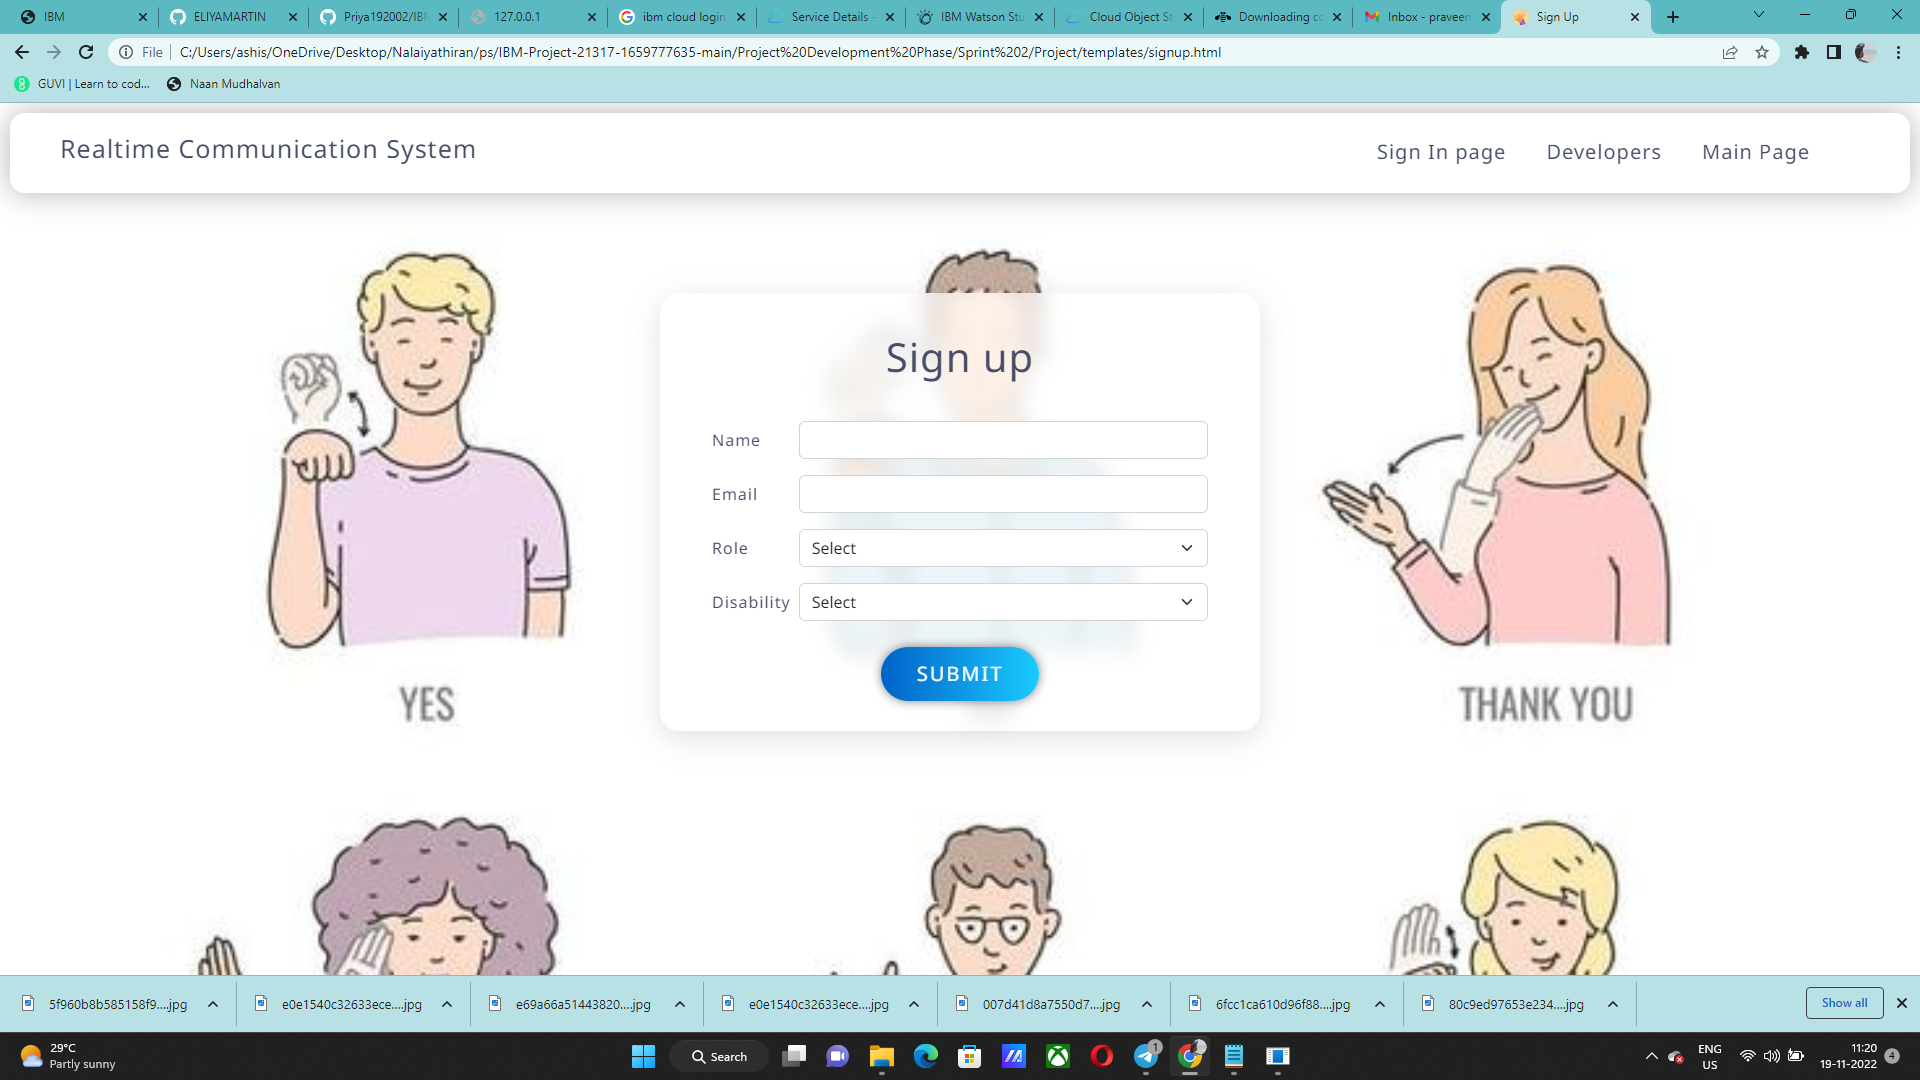 IBM
ELIYAMARTIN
Priya192002/IBM
127.0.0.1
ibm cloud login
Service Details -
IBM Watson Stu
Cloud Object St
Downloading co
Inbox - praveen
Sign Up
File
C:/Users/ashis/OneDrive/Desktop/Nalaiyathiran/ps/IBM-Project-21317-1659777635-main/Project%20Development%20Phase/Sprint%202/Project/templates/signup.html
GUVI | Learn to cod...
Naan Mudhalvan
Realtime Communication System
Sign In page
Developers
Main Page
Sign up
Name
Email
Role
Select
Disability
Select
SUBMIT
YES
THANK YOU
5f960b8b585158f9....jpg
e0e1540c32633ece....jpg
e69a66a51443820....jpg
e0e1540c32633ece....jpg
007d41d8a7550d7....jpg
6fcc1ca610d96f88....jpg
80c9ed97653e234....jpg
Show all
29°C
Partly sunny
Search
1
ENG
US
11:20
19-11-2022
4